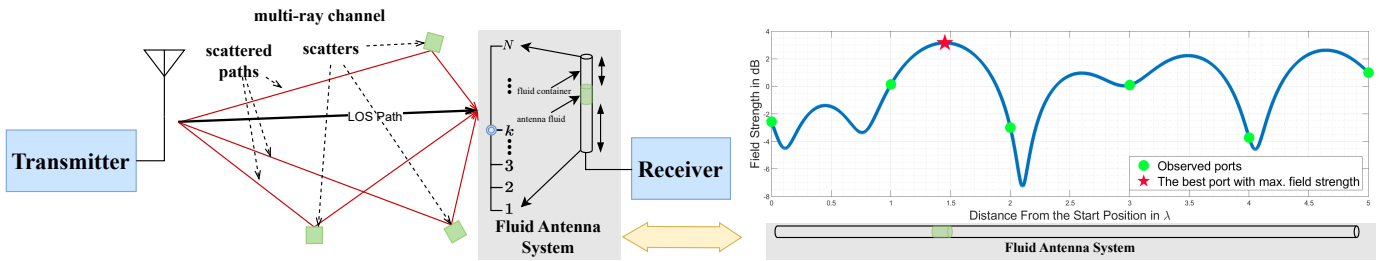 multi-ray channel
scattered
paths
scatters
LOS Path
Transmitter
N
k
3
2
1
fluid container
antenna fluid
Receiver
Fluid Antenna
System
Field Strength in dB
4
2
0
-2
-4
-6
-8
0
0.5
1
1.5
2
2.5
3
3.5
4
4.5
5
Distance From the Start Position in λ
Observed ports
The best port with max. field strength
Fluid Antenna System